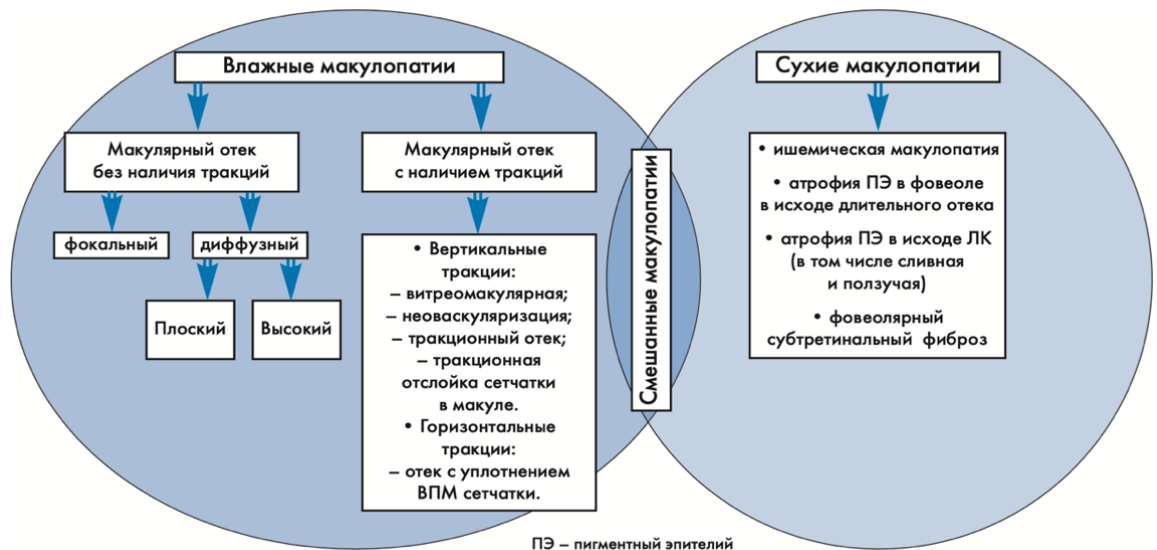 Влажные макулопатии
Макулярный отек
без наличия тракций
фокальный
диффузный
Плоский
Высокий
Макулярный отек
с наличием тракций
• Вертикальные
тракции:
– витреомакулярная;
– неоваскуляризация;
– тракционный отек;
– тракционная
отслойка сетчатки
в макуле.
• Горизонтальные
тракции:
– отек с уплотнением
ВПМ сетчатки.
Смешанные макулопатии
Сухие макулопатии
• ишемическая макулопатия
• атрофия ПЭ в фовеоле
в исходе длительного отека
• атрофия ПЭ в исходе ЛК
(в том числе сливная
и ползучая)
• фовеолярный
субтретинальный фиброз
ПЭ – пигментный эпителий